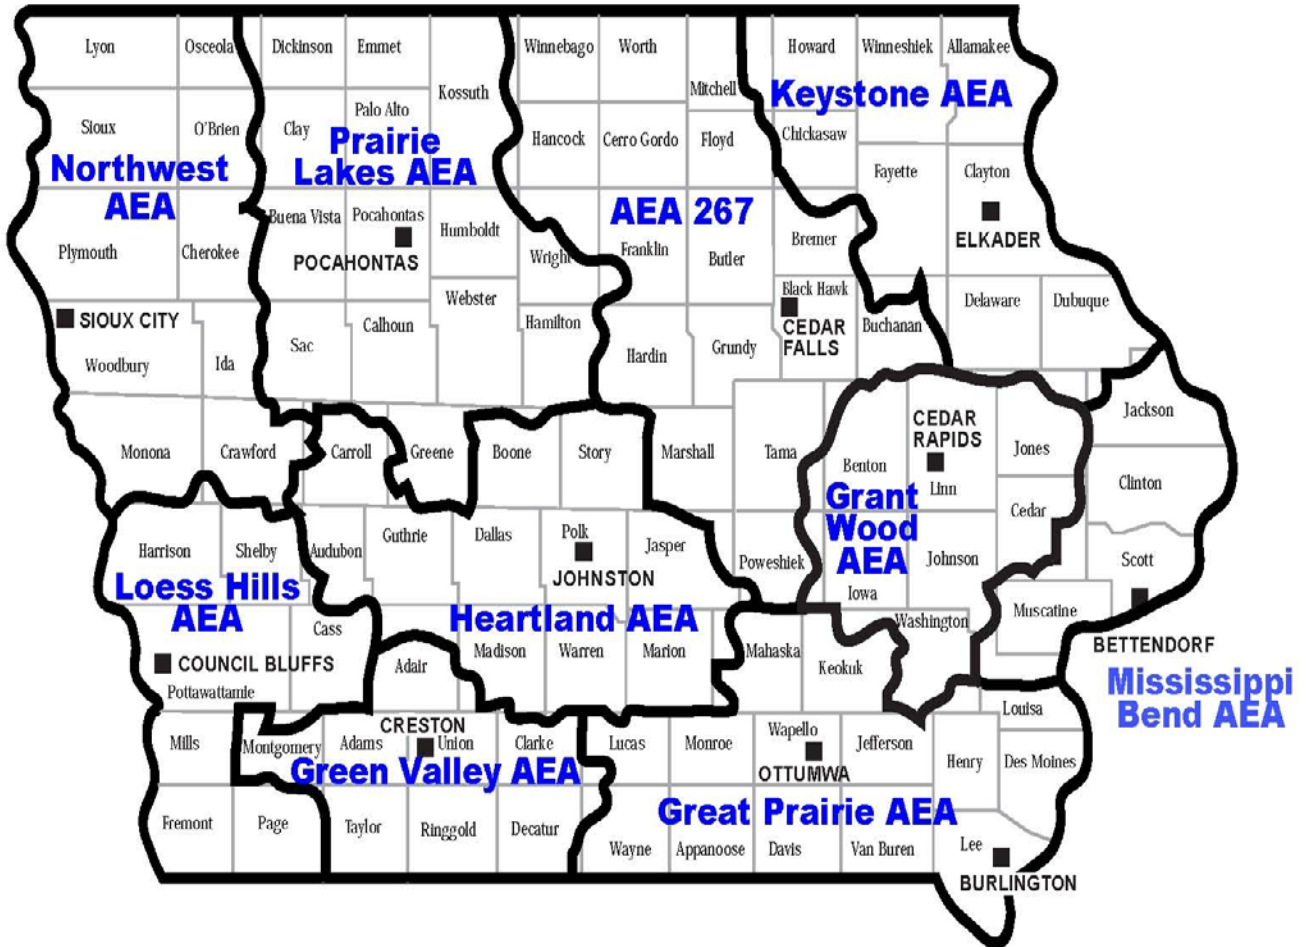 Lyon
Osceola
Dickinson
Emmet
Winnebago
Worth
Howard
Winneshiek
Allamakee
Kossuth
Mitchell
Keystone AEA
Palo Alto
Sioux
O'Brien
Clay
Hancock
Cerro Gordo
Floyd
Chickasaw
Northwest
AEA
Prairie
Lakes AEA
Fayette
Clayton
AEA 267
Buena Vista
Pocahontas
Humboldt
Plymouth
Cherokee
POCAHONTAS
Wright
Franklin
Butler
Bremer
ELKADER
Webster
Black Hawk
Delaware
Dubuque
SIOUX CITY
Calhoun
Hamilton
CEDAR
FALLS
Buchanan
Woodbury
Ida
Sac
Hardin
Grundy
Jackson
CEDAR
RAPIDS
Monona
Crawford
Carroll
Greene
Boone
Story
Marshall
Tama
Benton
Linn
Jones
Clinton
Grant
Wood
AEA
Cedar
Harrison
Shelby
Audubon
Guthrie
Dallas
Polk
Jasper
JOHNSTON
Poweshiek
Johnson
Scott
Loess Hills
AEA
Iowa
Muscatine
Cass
Heartland AEA
Washington
Madison
Warren
Marion
Mahaska
Keokuk
BETTENDORF
COUNCIL BLUFFS
Adair
Pottawattamie
Mississippi
Bend AEA
Louisa
Mills
Montgomery
Adams
CRESTON
Union
Clarke
Lucas
Monroe
Wapello
Jefferson
OTTUMWA
Henry
Des Moines
Green Valley AEA
Great Prairie AEA
Fremont
Page
Taylor
Ringgold
Decatur
Wayne
Appanoose
Davis
Van Buren
Lee
BURLINGTON